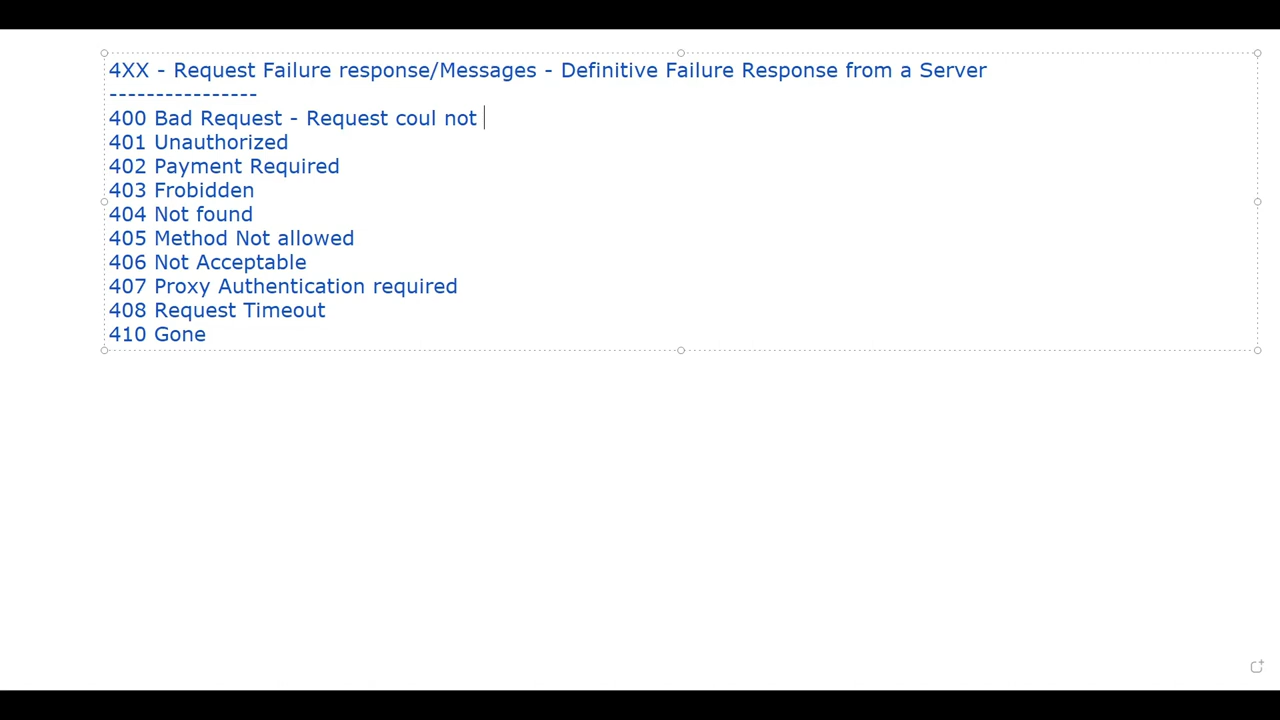 4XX - Request Failure response/Messages - Definitive Failure Response from a Server
----------------
400 Bad Request - Request coul not
401 Unauthorized
402 Payment Required
403 Frobidden
404 Not found
405 Method Not allowed
406 Not Acceptable
407 Proxy Authentication required
408 Request Timeout
410 Gone